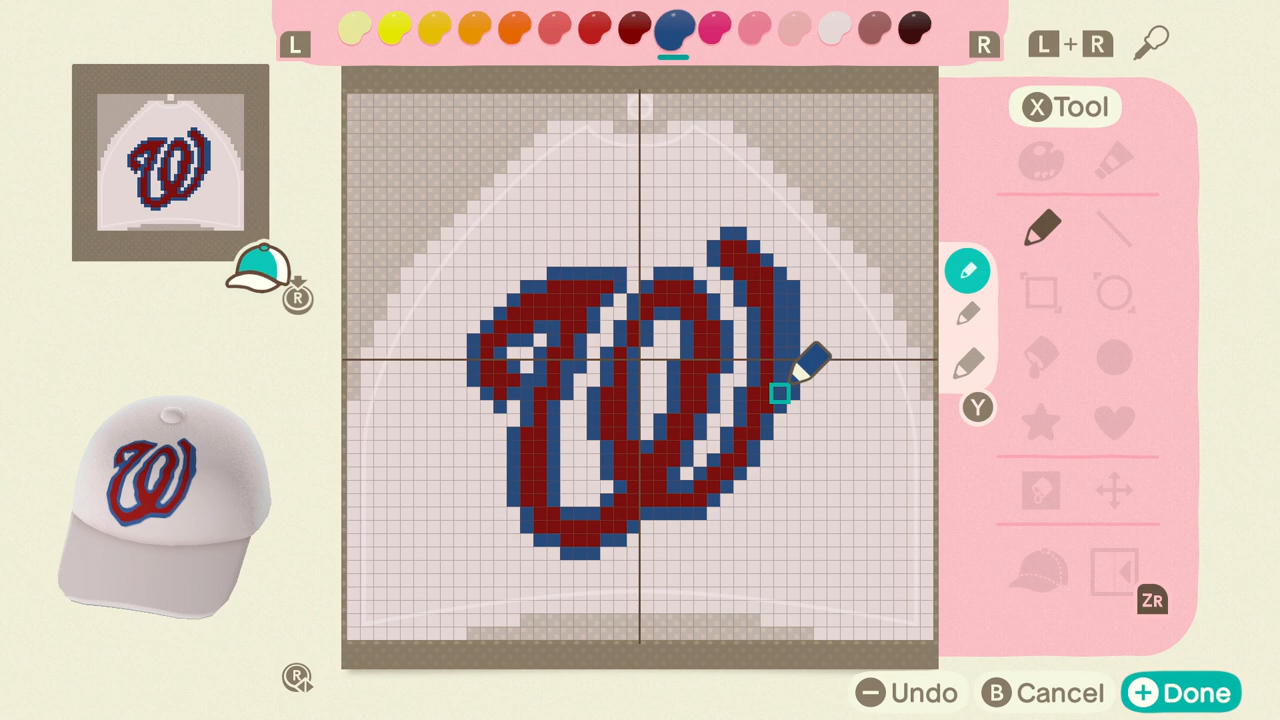 L
R
L + R
X Tool
W
R
W
Y
ZR
R
− Undo
B Cancel
+ Done